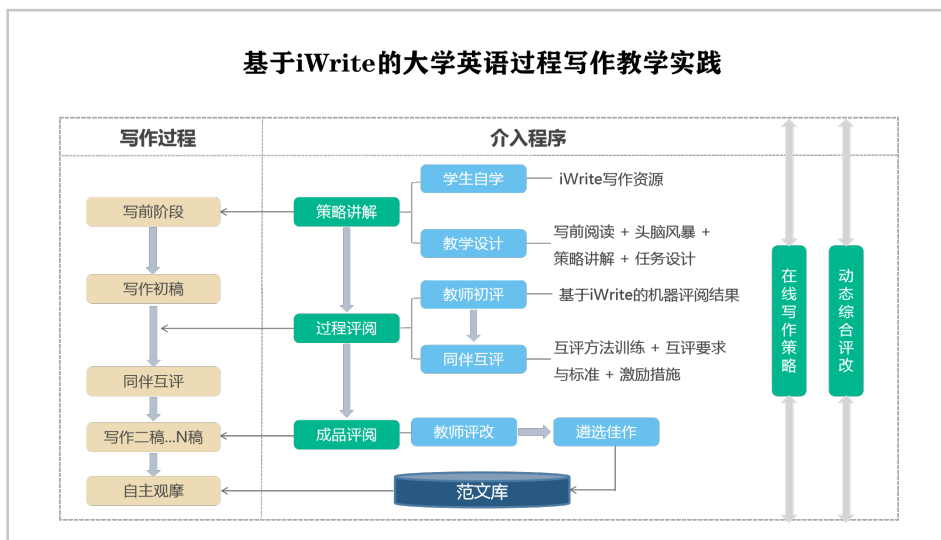 基于iWrite的大学英语过程写作教学实践
写作过程
介入程序
写前阶段
写作初稿
同伴互评
写作二稿...N稿
自主观摩
策略讲解
过程评阅
成品评阅
学生自学
iWrite写作资源
教学设计
写前阅读 + 头脑风暴 +
策略讲解 + 任务设计
教师初评
基于iWrite的机器评阅结果
同伴互评
互评方法训练 + 互评要求
与标准 + 激励措施
教师评改
遴选佳作
范文库
在线写作策略
动态综合评改